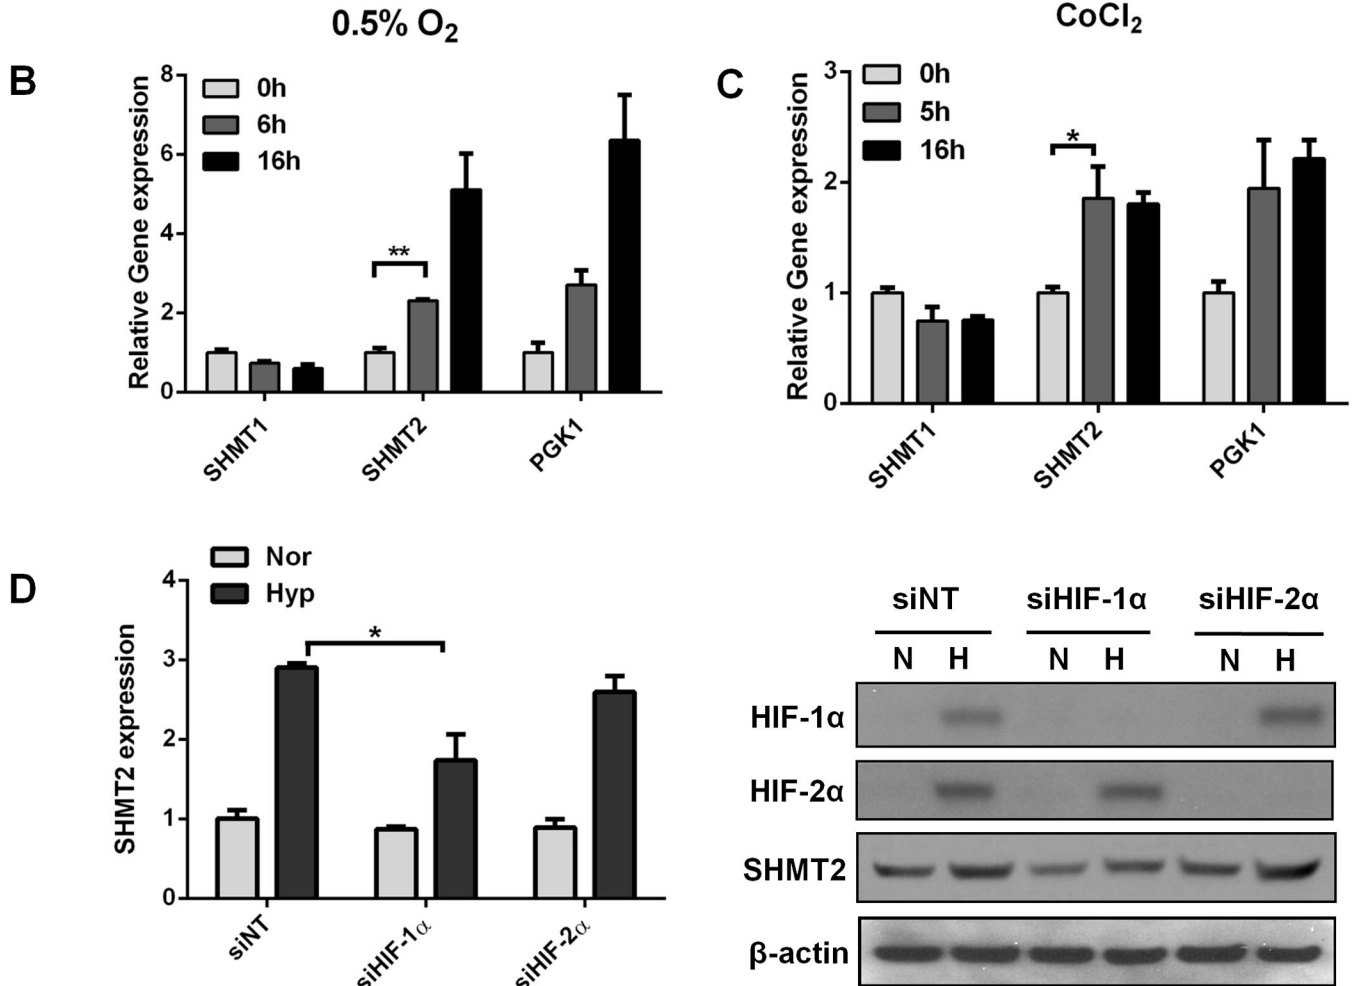 0.5% O₂
B
Relative Gene expression
8
6
4
2
0
0h
6h
16h
**
SHMT1
SHMT2
PGK1
CoCl₂
C
Relative Gene expression
3
2
1
0
0h
5h
16h
*
SHMT1
SHMT2
PGK1
D
SHMT2 expression
4
3
2
1
0
Nor
Hyp
*
siNT
siHIF-1α
siHIF-2α
siNT siHIF-1α siHIF-2α
N H N H N H
HIF-1α
HIF-2α
SHMT2
β-actin